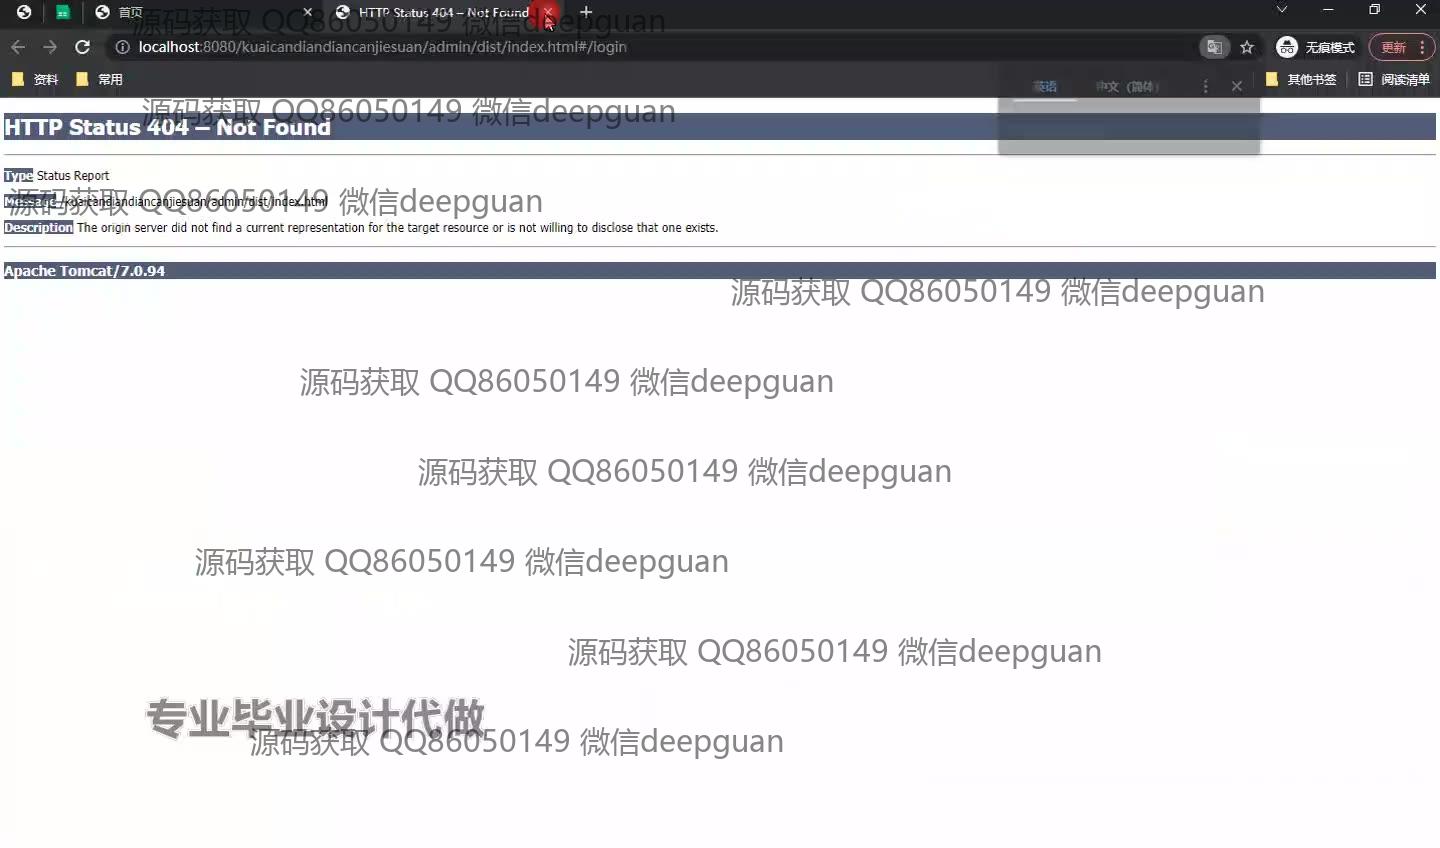 首页
HTTP Status 404 – Not Found
源码获取 QQ86050149 微信deepguan
localhost:8080/kuaicandiandiancanjiesuan/admin/dist/index.html#/login
无痕模式
更新
资料
常用
英语
中文（简体）
其他书签
阅读清单
源码获取 QQ86050149 微信deepguan
HTTP Status 404 – Not Found
Type Status Report
源码获取 QQ86050149 微信deepguan
Message /kuaicandiandiancanjiesuan/admin/dist/index.html
Description The origin server did not find a current representation for the target resource or is not willing to disclose that one exists.
Apache Tomcat/7.0.94
源码获取 QQ86050149 微信deepguan
源码获取 QQ86050149 微信deepguan
源码获取 QQ86050149 微信deepguan
源码获取 QQ86050149 微信deepguan
源码获取 QQ86050149 微信deepguan
专业毕业设计代做
源码获取 QQ86050149 微信deepguan